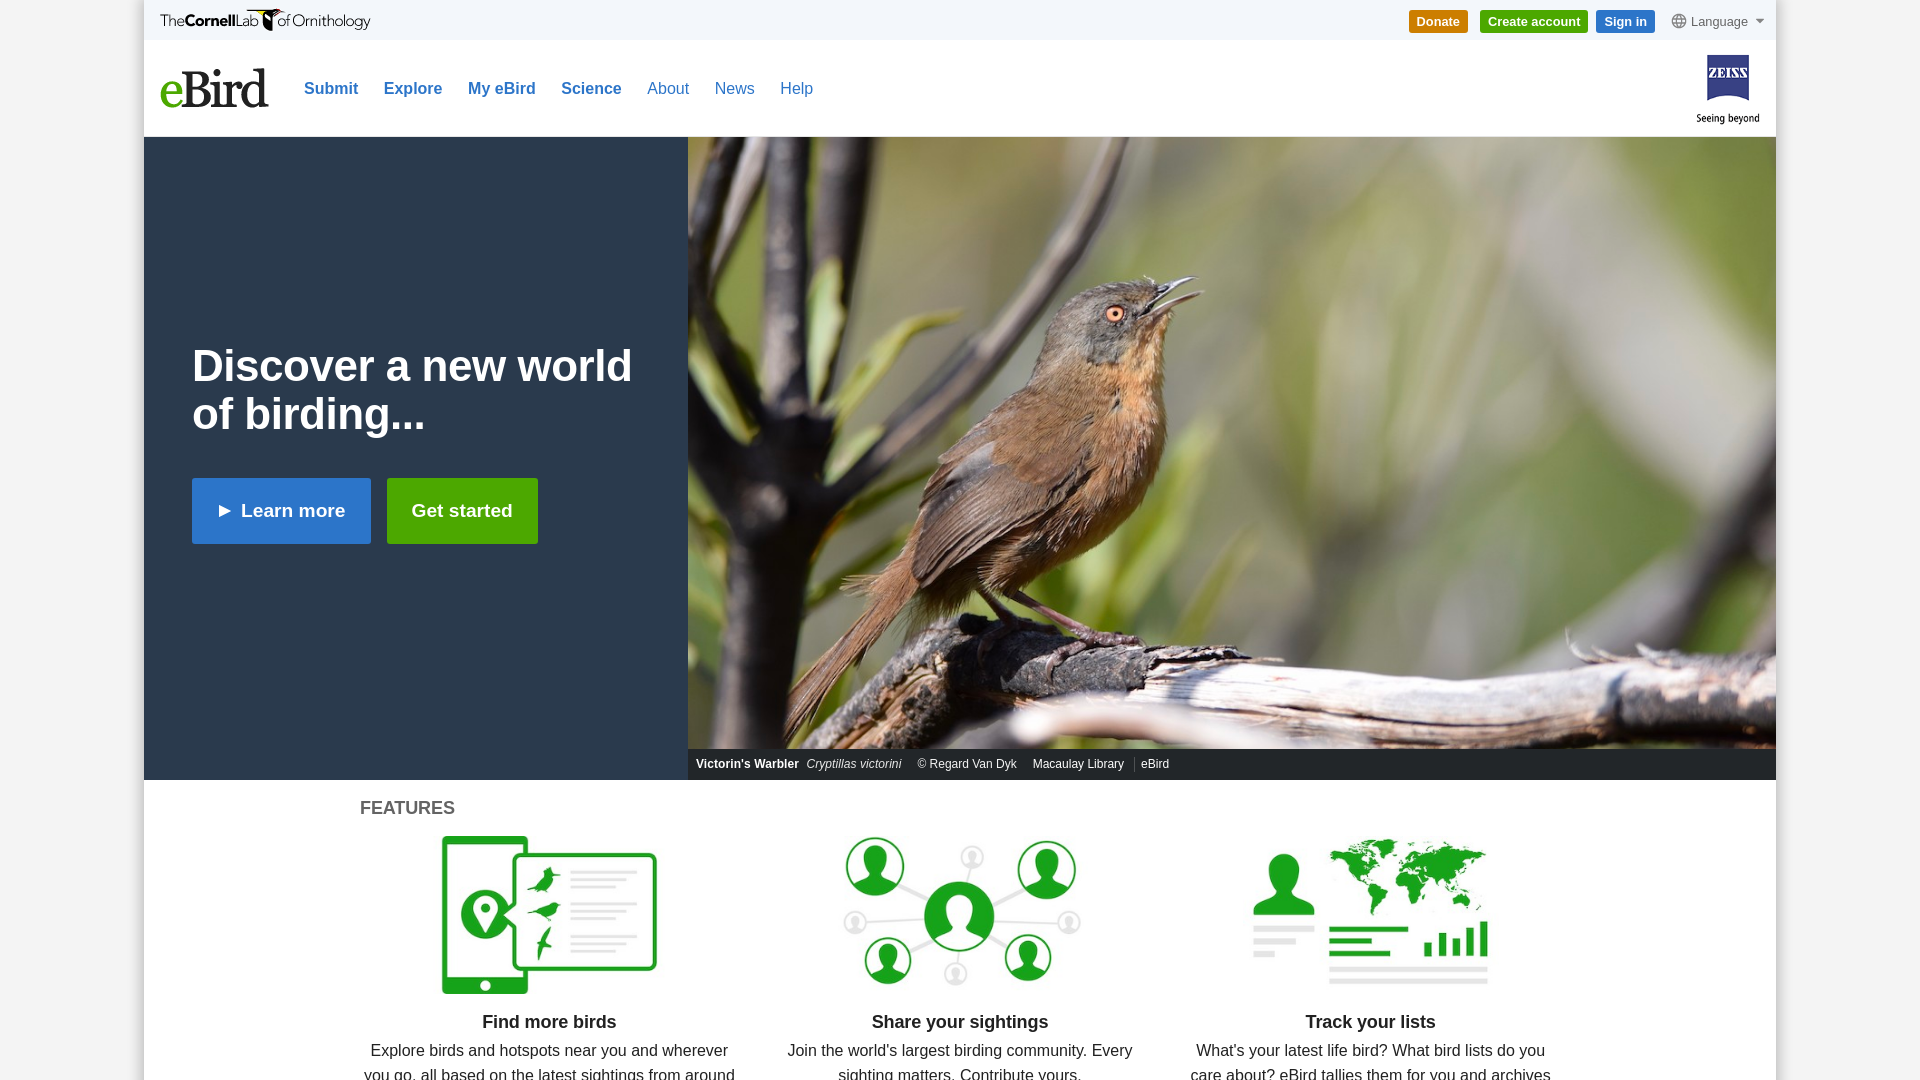 The Cornell Lab of Ornithology
Donate
Create account
Sign in
Language
eBird
Submit
Explore
My eBird
Science
About
News
Help
ZEISS
Seeing beyond
Discover a new world
of birding...
Learn more
Get started
Victorin's Warbler Cryptillas victorini © Regard Van Dyk Macaulay Library eBird
FEATURES
Find more birds
Explore birds and hotspots near you and wherever
you go, all based on the latest sightings from around
Share your sightings
Join the world's largest birding community. Every
sighting matters. Contribute yours.
Track your lists
What's your latest life bird? What bird lists do you
care about? eBird tallies them for you and archives